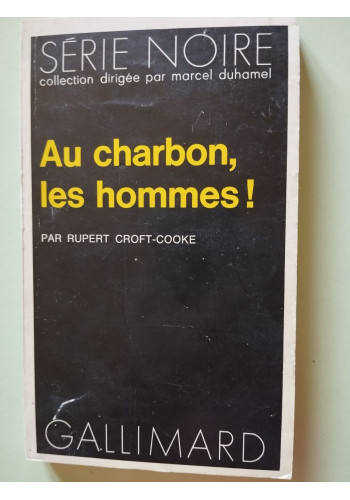 SÉRIE NOIRE
collection dirigée par marcel duhamel
Au charbon,
les hommes !
PAR RUPERT CROFT-COOKE
GALLIMARD